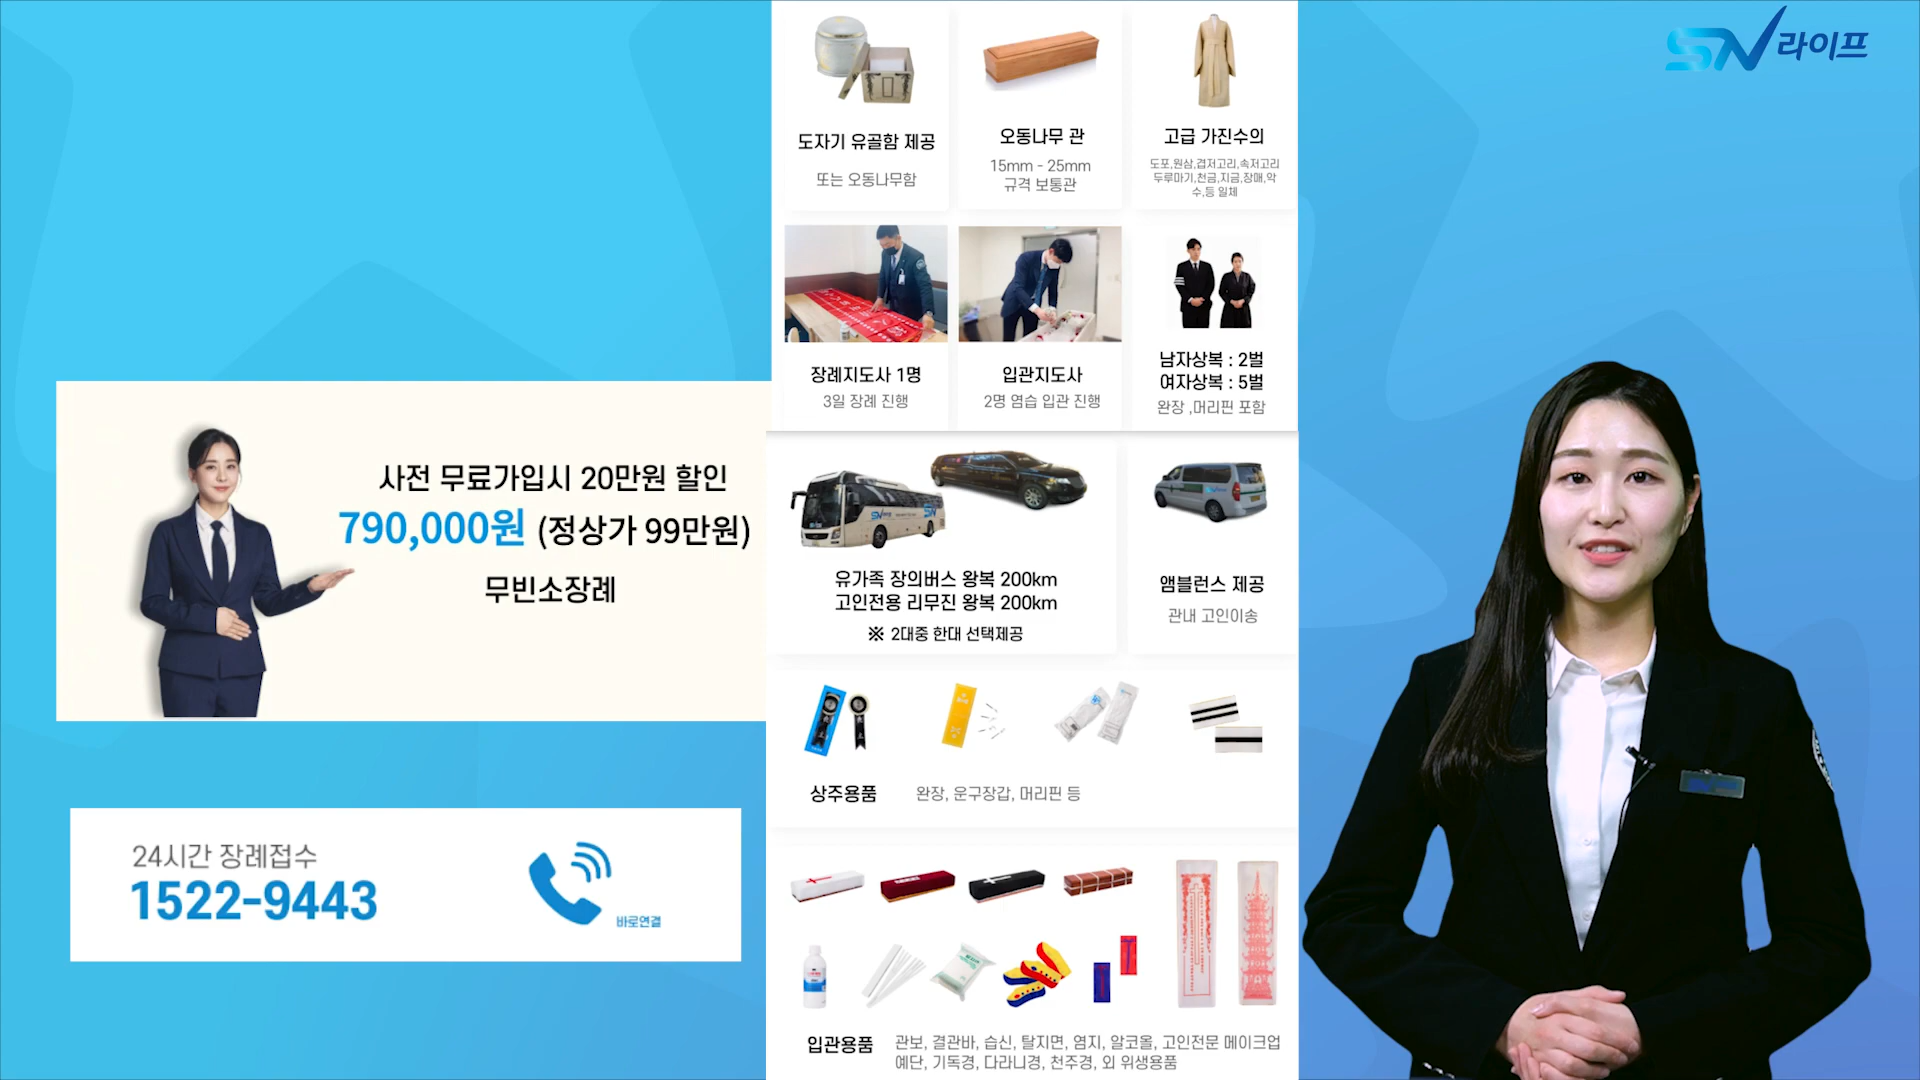 SN라이프
도자기 유골함 제공
또는 오동나무함
오동나무 관
15mm - 25mm
규격 보통관
고급 가진수의
도포,원삼,겹저고리,속저고리
두루마기,천금,지금,장매,악
수,등 일체
장례지도사 1명
3일 장례 진행
입관지도사
2명 염습 입관 진행
남자상복 : 2벌
여자상복 : 5벌
완장 ,머리핀 포함
사전 무료가입시 20만원 할인
790,000원 (정상가 99만원)
무빈소장례
유가족 장의버스 왕복 200km
고인전용 리무진 왕복 200km
※ 2대중 한대 선택제공
앰블런스 제공
관내 고인이송
상주용품
완장, 운구장갑, 머리핀 등
24시간 장례접수
1522-9443
바로연결
입관용품
관보, 결관바, 습신, 탈지면, 염지, 알코올, 고인전문 메이크업
예단, 기독경, 다라니경, 천주경, 외 위생용품